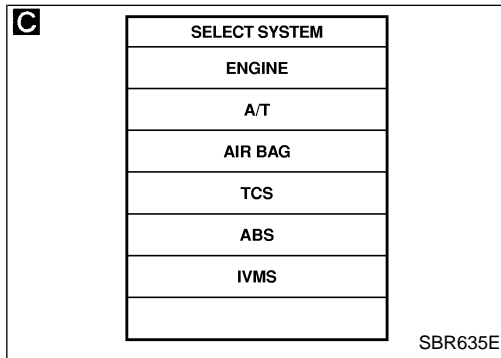 C
SELECT SYSTEM
ENGINE
A/T
AIR BAG
TCS
ABS
IVMS
SBR635E